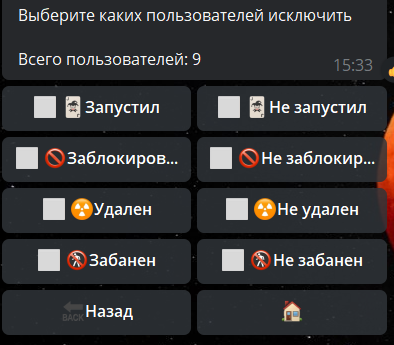 Выберите каких пользователей исключить
Всего пользователей: 9
15:33
Запустил
Не запустил
Заблокиров...
Не заблокир...
Удален
Не удален
Забанен
Не забанен
BACK Назад